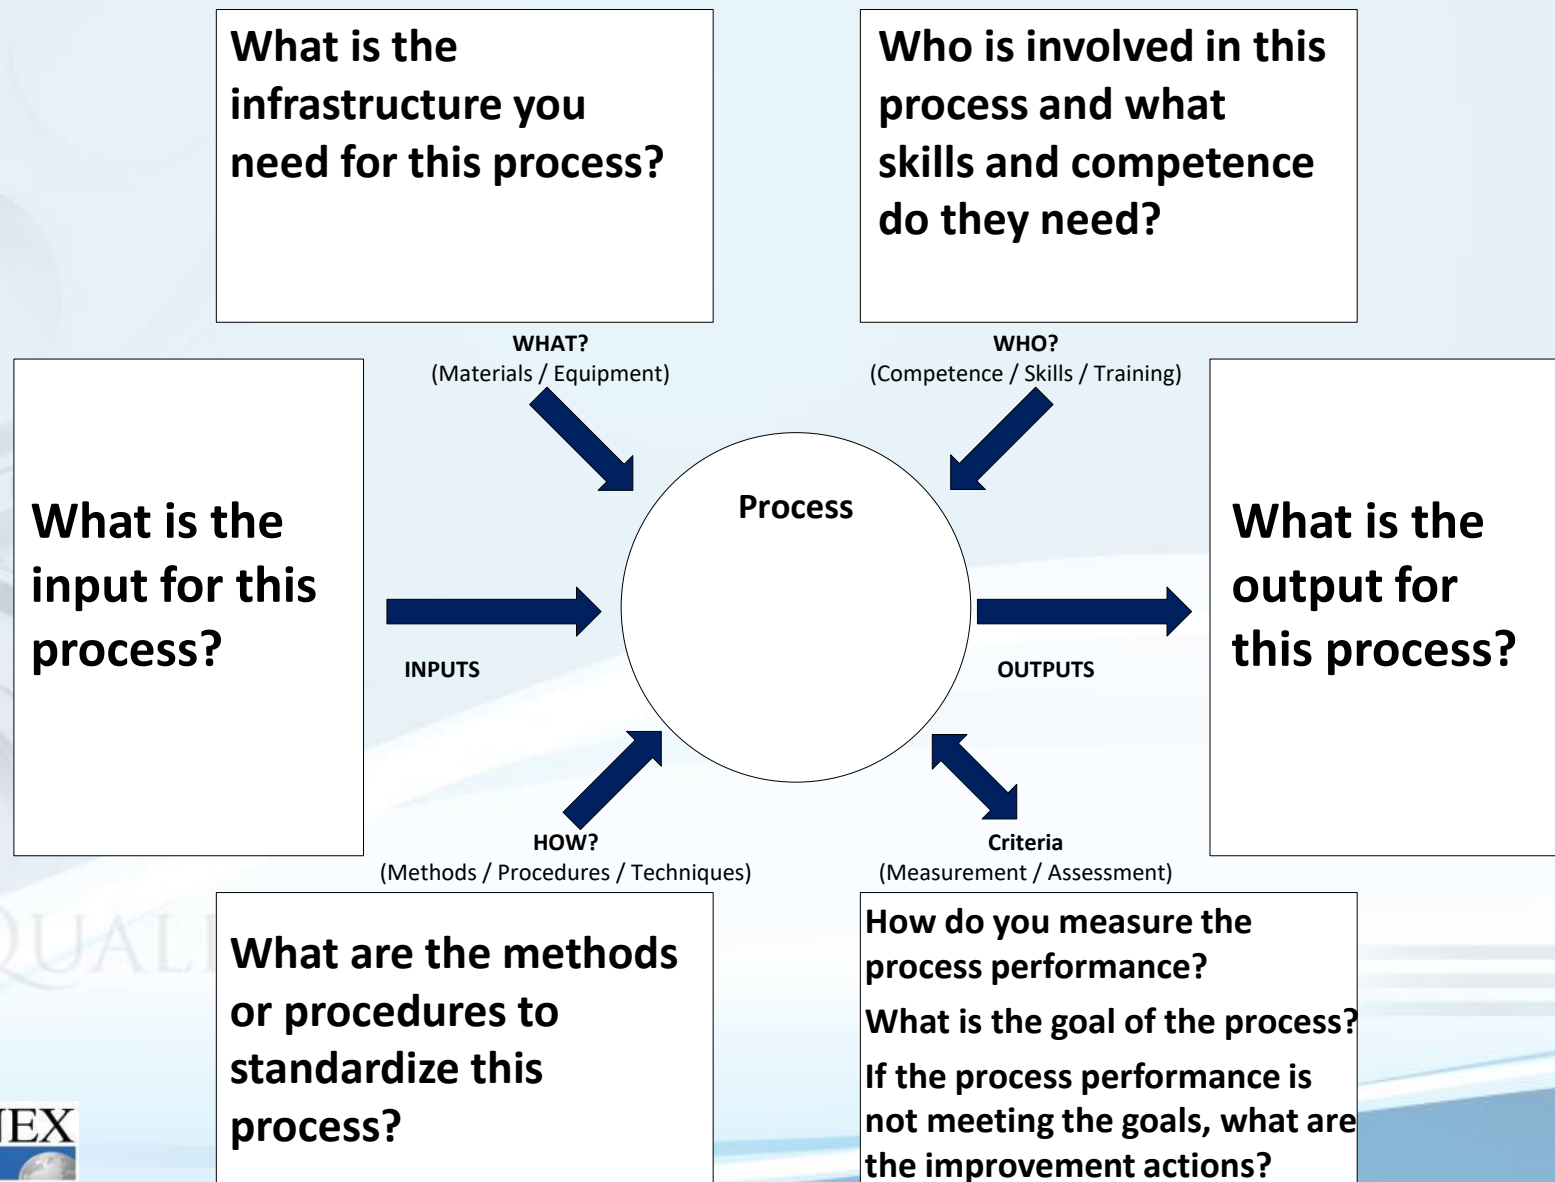 What is the
infrastructure you
need for this process?
Who is involved in this
process and what
skills and competence
do they need?
WHAT?
(Materials / Equipment)
WHO?
(Competence / Skills / Training)
What is the
input for this
process?
Process
What is the
output for
this process?
INPUTS
OUTPUTS
HOW?
(Methods / Procedures / Techniques)
Criteria
(Measurement / Assessment)
QUALI
What are the methods
or procedures to
standardize this
process?
How do you measure the
process performance?
What is the goal of the process?
If the process performance is
not meeting the goals, what are
the improvement actions?
NEX